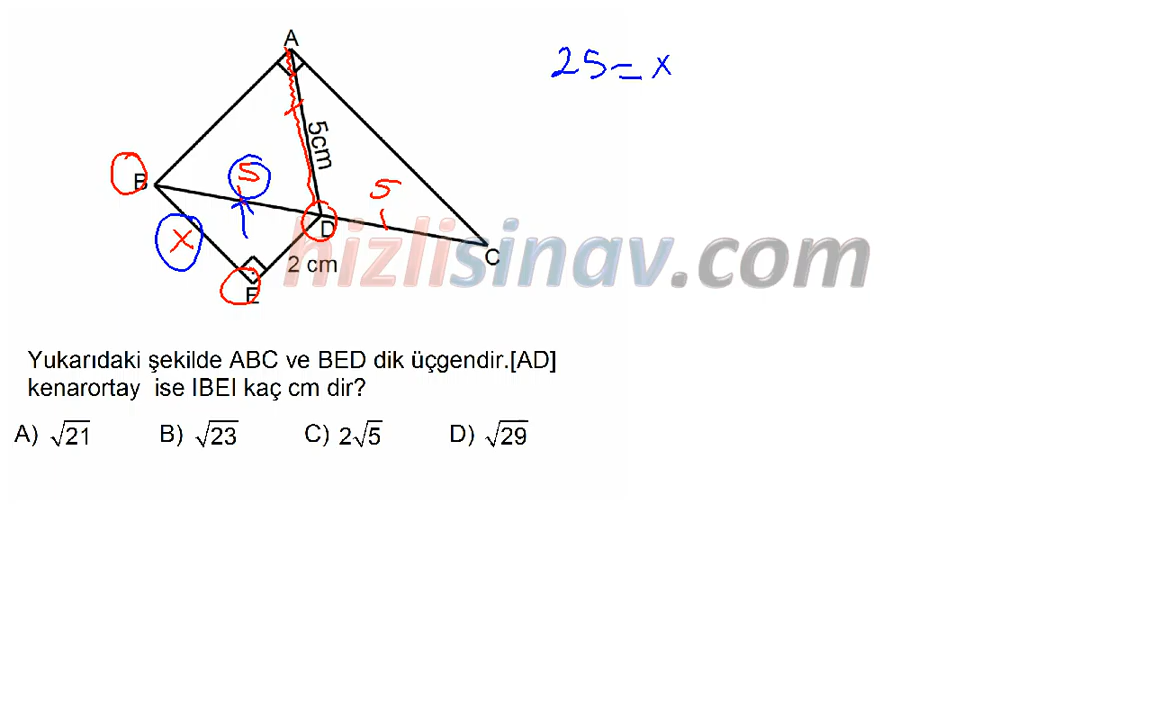 A
25=x
5cm
B
5
5
x
D
C
2 cm
E
hizlisinav.com
Yukarıdaki şekilde ABC ve BED dik üçgendir.[AD]
kenarortay ise IBEI kaç cm dir?
A) √21 B) √23 C) 2√5 D) √29